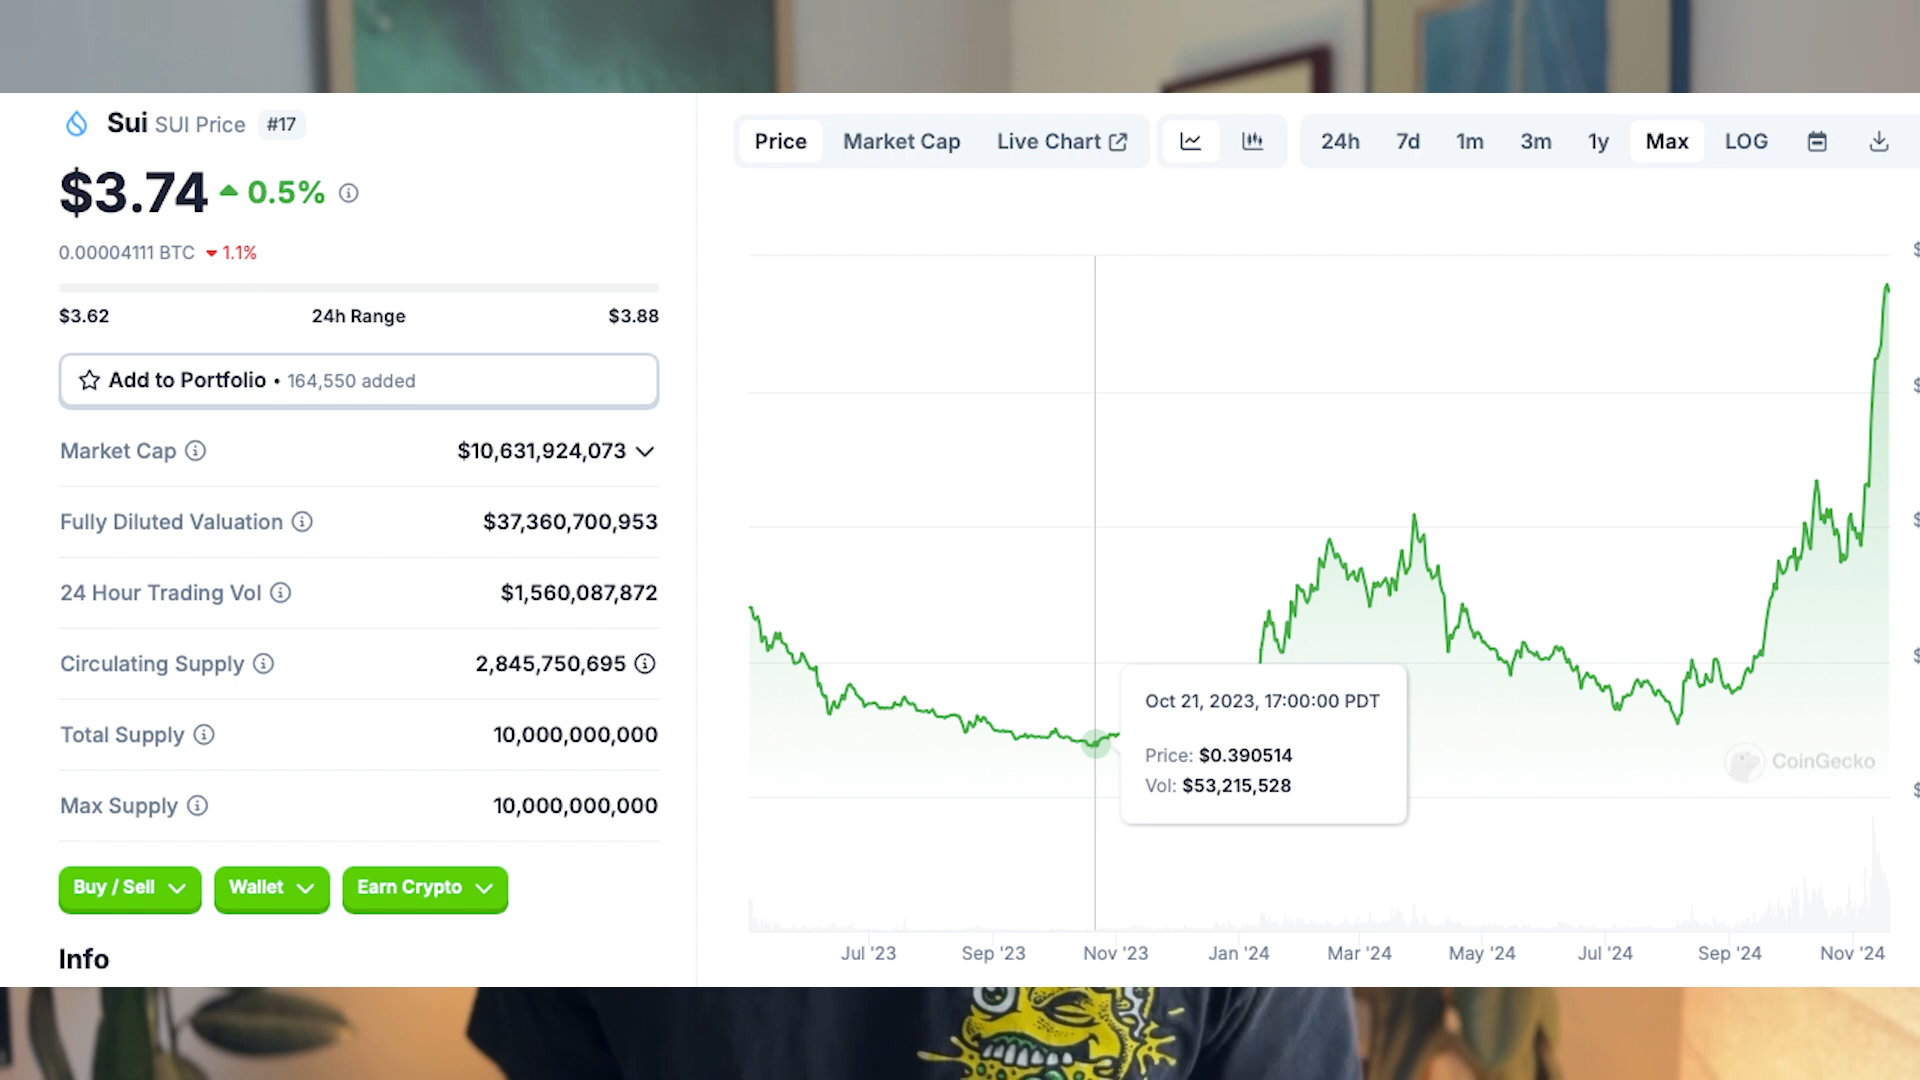 Sui SUI Price #17
$3.74 0.5%
0.00004111 BTC 1.1%
$3.62 24h Range $3.88
Add to Portfolio • 164,550 added
Market Cap $10,631,924,073
Fully Diluted Valuation $37,360,700,953
24 Hour Trading Vol $1,560,087,872
Circulating Supply 2,845,750,695
Total Supply 10,000,000,000
Max Supply 10,000,000,000
Buy / Sell Wallet Earn Crypto
Info
Price Market Cap Live Chart 24h 7d 1m 3m 1y Max LOG
$
$
$
$
$
Oct 21, 2023, 17:00:00 PDT
Price: $0.390514
Vol: $53,215,528
CoinGecko
Jul '23 Sep '23 Nov '23 Jan '24 Mar '24 May '24 Jul '24 Sep '24 Nov '24